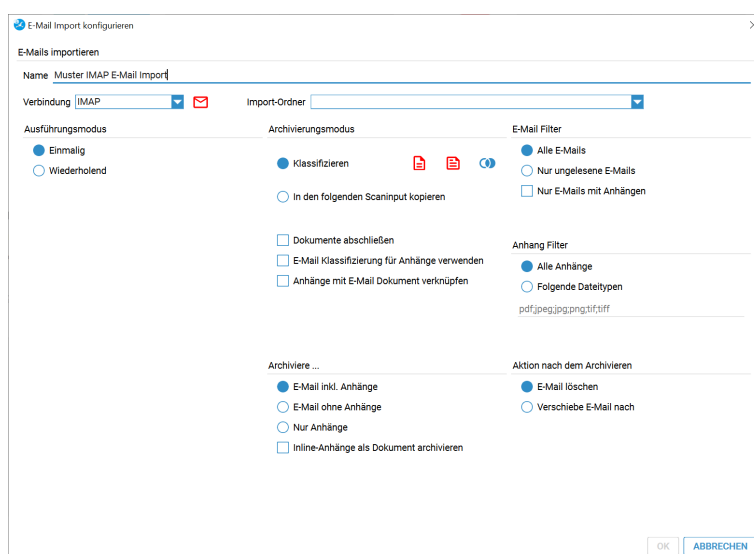 E-Mail Import konfigurieren
E-Mails importieren
Name Muster IMAP E-Mail Import
Verbindung IMAP Import-Ordner
Ausführungsmodus
Einmalig
Wiederholend
Archivierungsmodus
Klassifizieren
In den folgenden Scaninput kopieren
Dokumente abschließen
E-Mail Klassifizierung für Anhänge verwenden
Anhänge mit E-Mail Dokument verknüpfen
E-Mail Filter
Alle E-Mails
Nur ungelesene E-Mails
Nur E-Mails mit Anhängen
Anhang Filter
Alle Anhänge
Folgende Dateitypen
pdf;jpeg;jpg;png;tif;tiff
Archiviere ...
E-Mail inkl. Anhänge
E-Mail ohne Anhänge
Nur Anhänge
Inline-Anhänge als Dokument archivieren
Aktion nach dem Archivieren
E-Mail löschen
Verschiebe E-Mail nach
OK ABBRECHEN